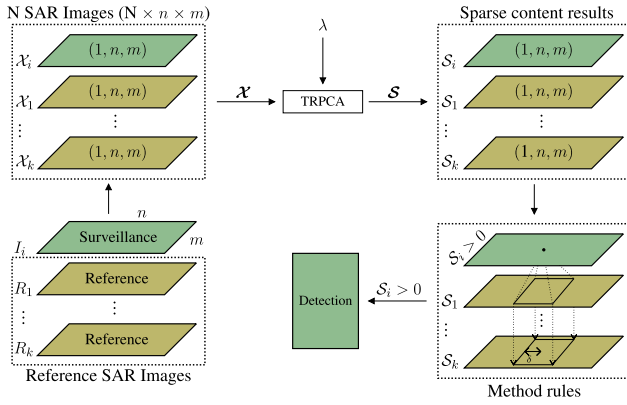 N SAR Images (N × n × m)
𝒳ᵢ (1, n, m)
𝒳₁ (1, n, m)
⋮ ⋮
𝒳ₖ (1, n, m)
λ
𝓧 TRPCA 𝓢
Sparse content results
𝒮ᵢ (1, n, m)
𝒮₁ (1, n, m)
⋮ ⋮
𝒮ₖ (1, n, m)
n
Iᵢ Surveillance m
R₁ Reference
⋮ ⋮
Rₖ Reference
Reference SAR Images
Detection
𝒮ᵢ > 0
𝒮ᵢ > 0
𝒮₁
⋮ ⋮
𝒮ₖ δ
Method rules